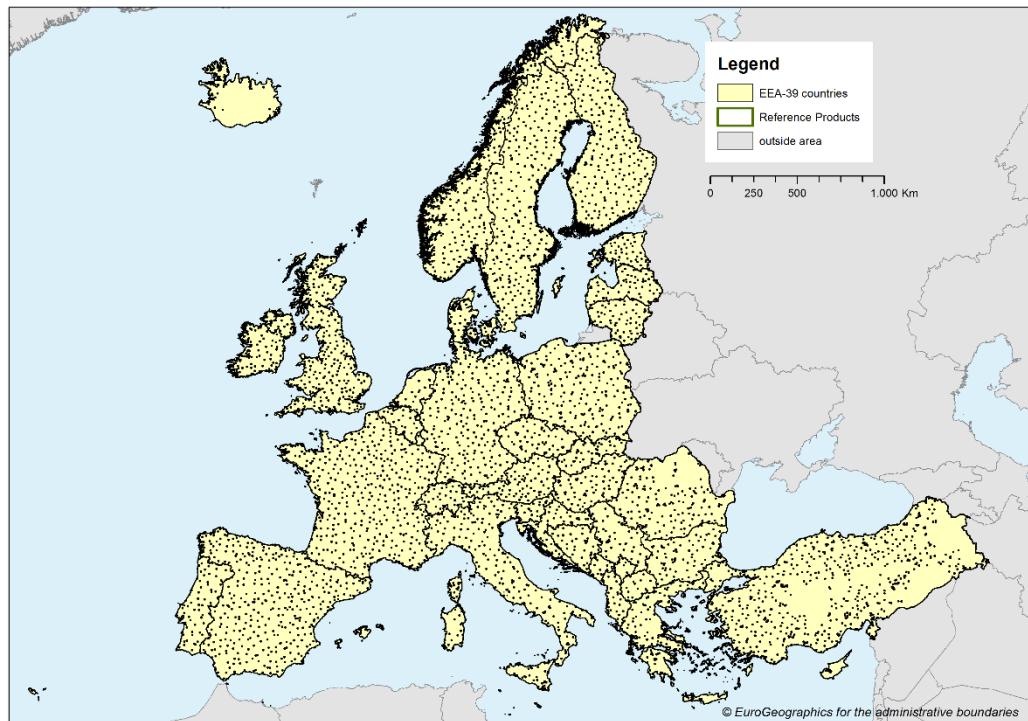 Legend
EEA-39 countries
Reference Products
outside area
0 250 500 1.000 Km
© EuroGeographics for the administrative boundaries